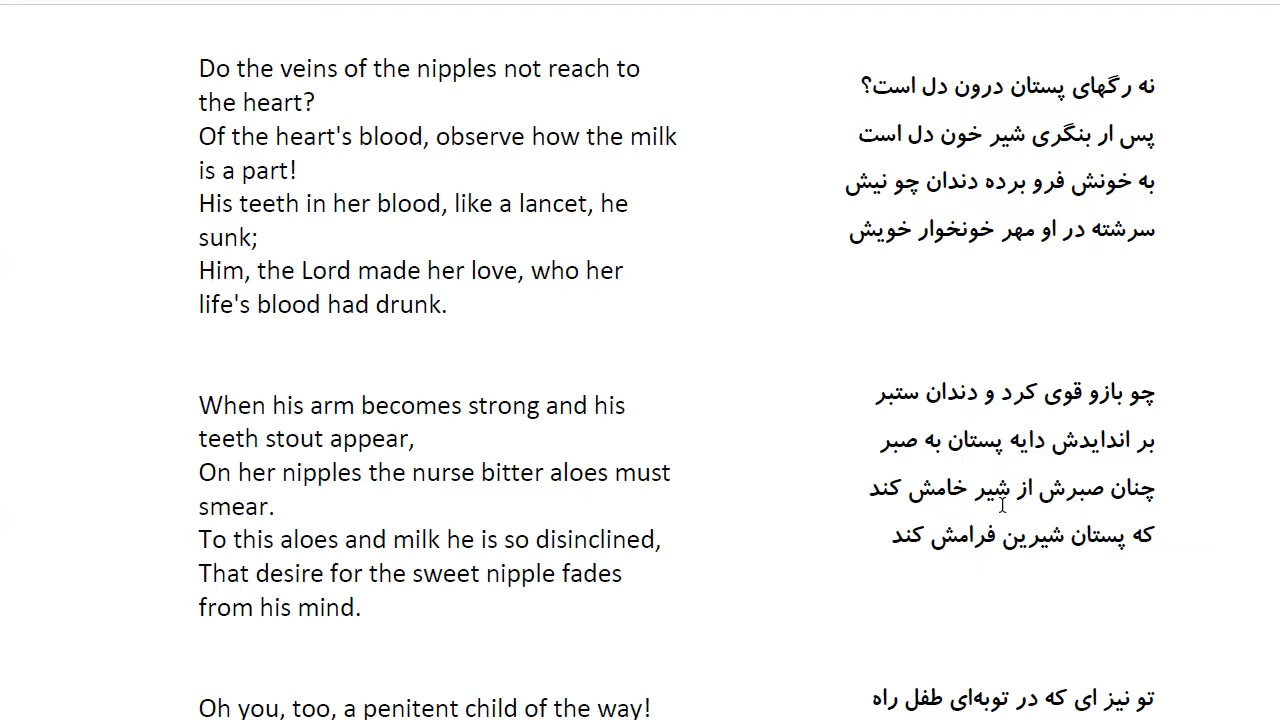 Do the veins of the nipples not reach to
the heart?
Of the heart's blood, observe how the milk
is a part!
His teeth in her blood, like a lancet, he
sunk;
Him, the Lord made her love, who her
life's blood had drunk.
نه رگهای پستان درون دل است؟
پس ار بنگری شیر خون دل است
به خونش فرو برده دندان چو نیش
سرشته در او مهر خونخوار خویش
When his arm becomes strong and his
teeth stout appear,
On her nipples the nurse bitter aloes must
smear.
To this aloes and milk he is so disinclined,
That desire for the sweet nipple fades
from his mind.
چو بازو قوی کرد و دندان ستبر
بر اندایدش دایه پستان به صبر
چنان صبرش از شیر خامش کند
که پستان شیرین فرامش کند
Oh you, too, a penitent child of the way!
تو نیز ای که در توبه‌ای طفل راه